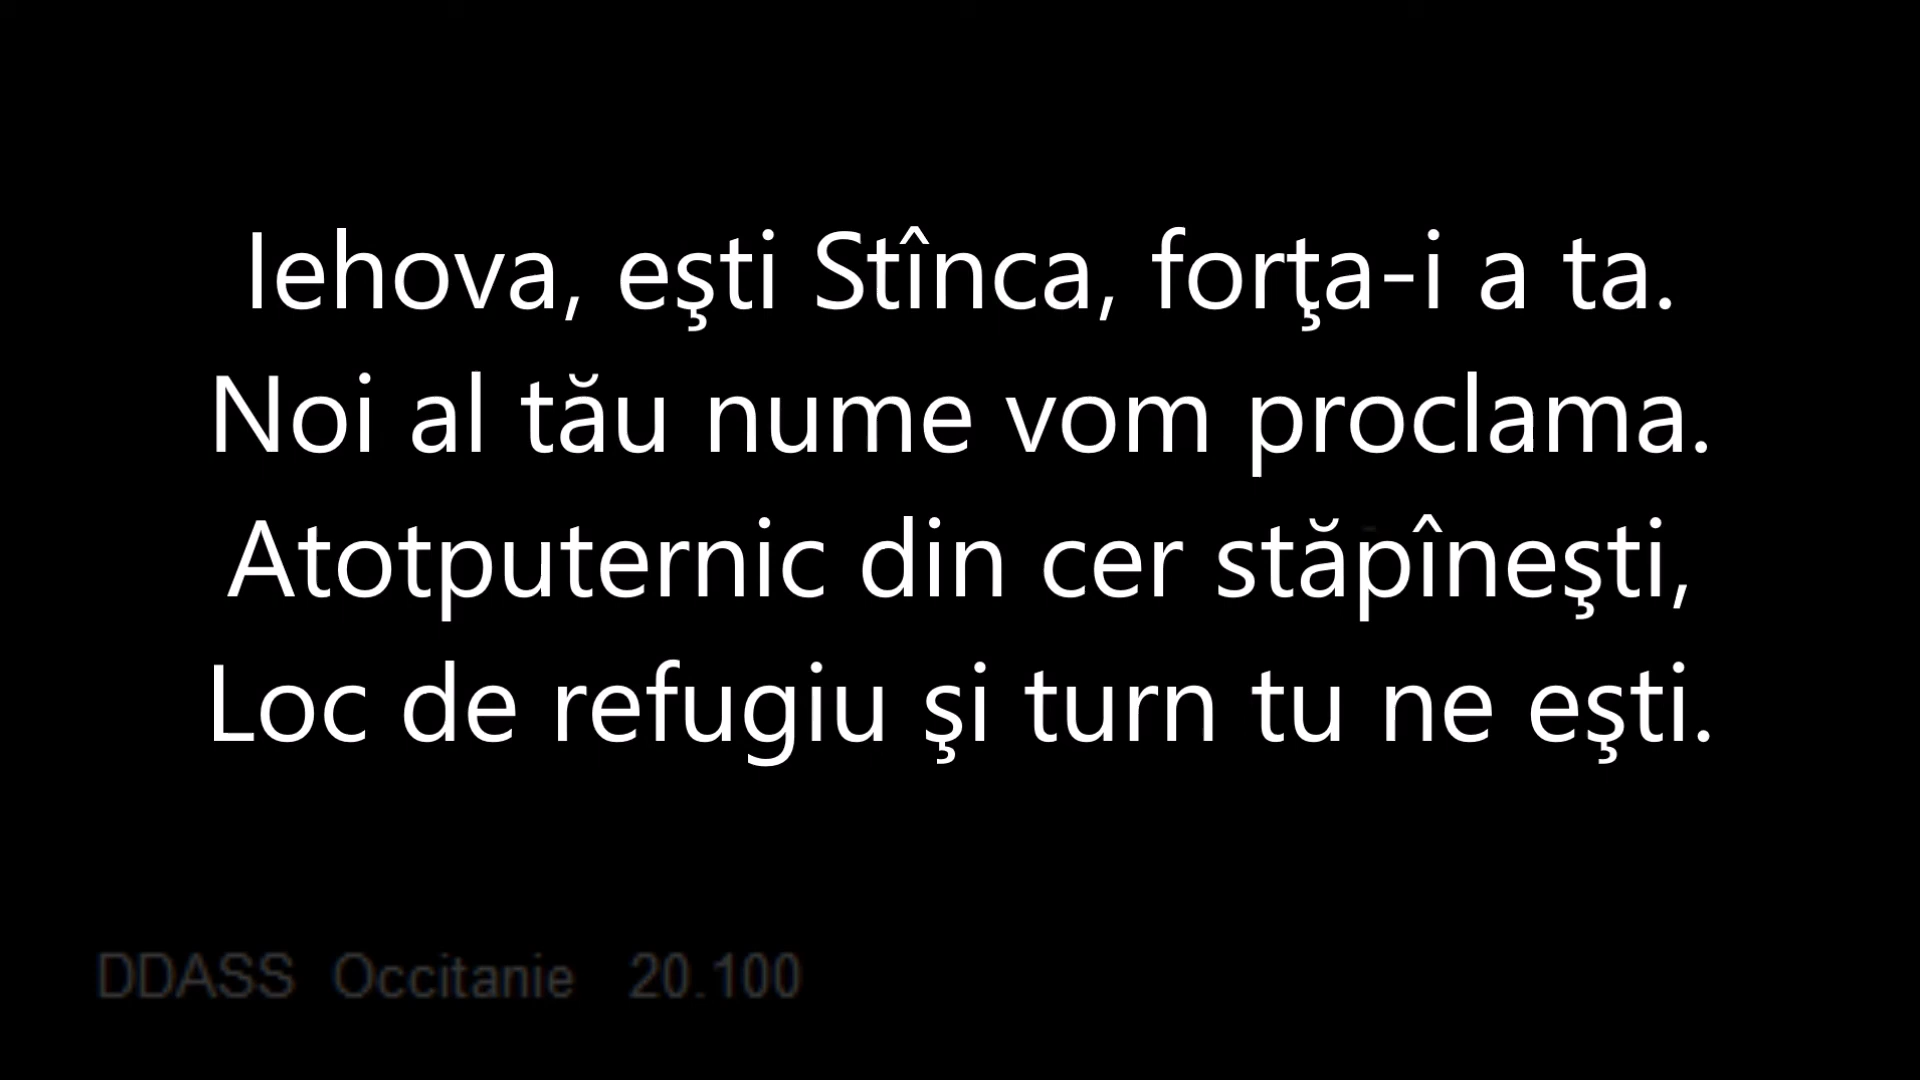 Iehova, eşti Stînca, forţa-i a ta.
Noi al tău nume vom proclama.
Atotputernic din cer stăpîneşti,
Loc de refugiu şi turn tu ne eşti.
DDASS Occitanie 20.100